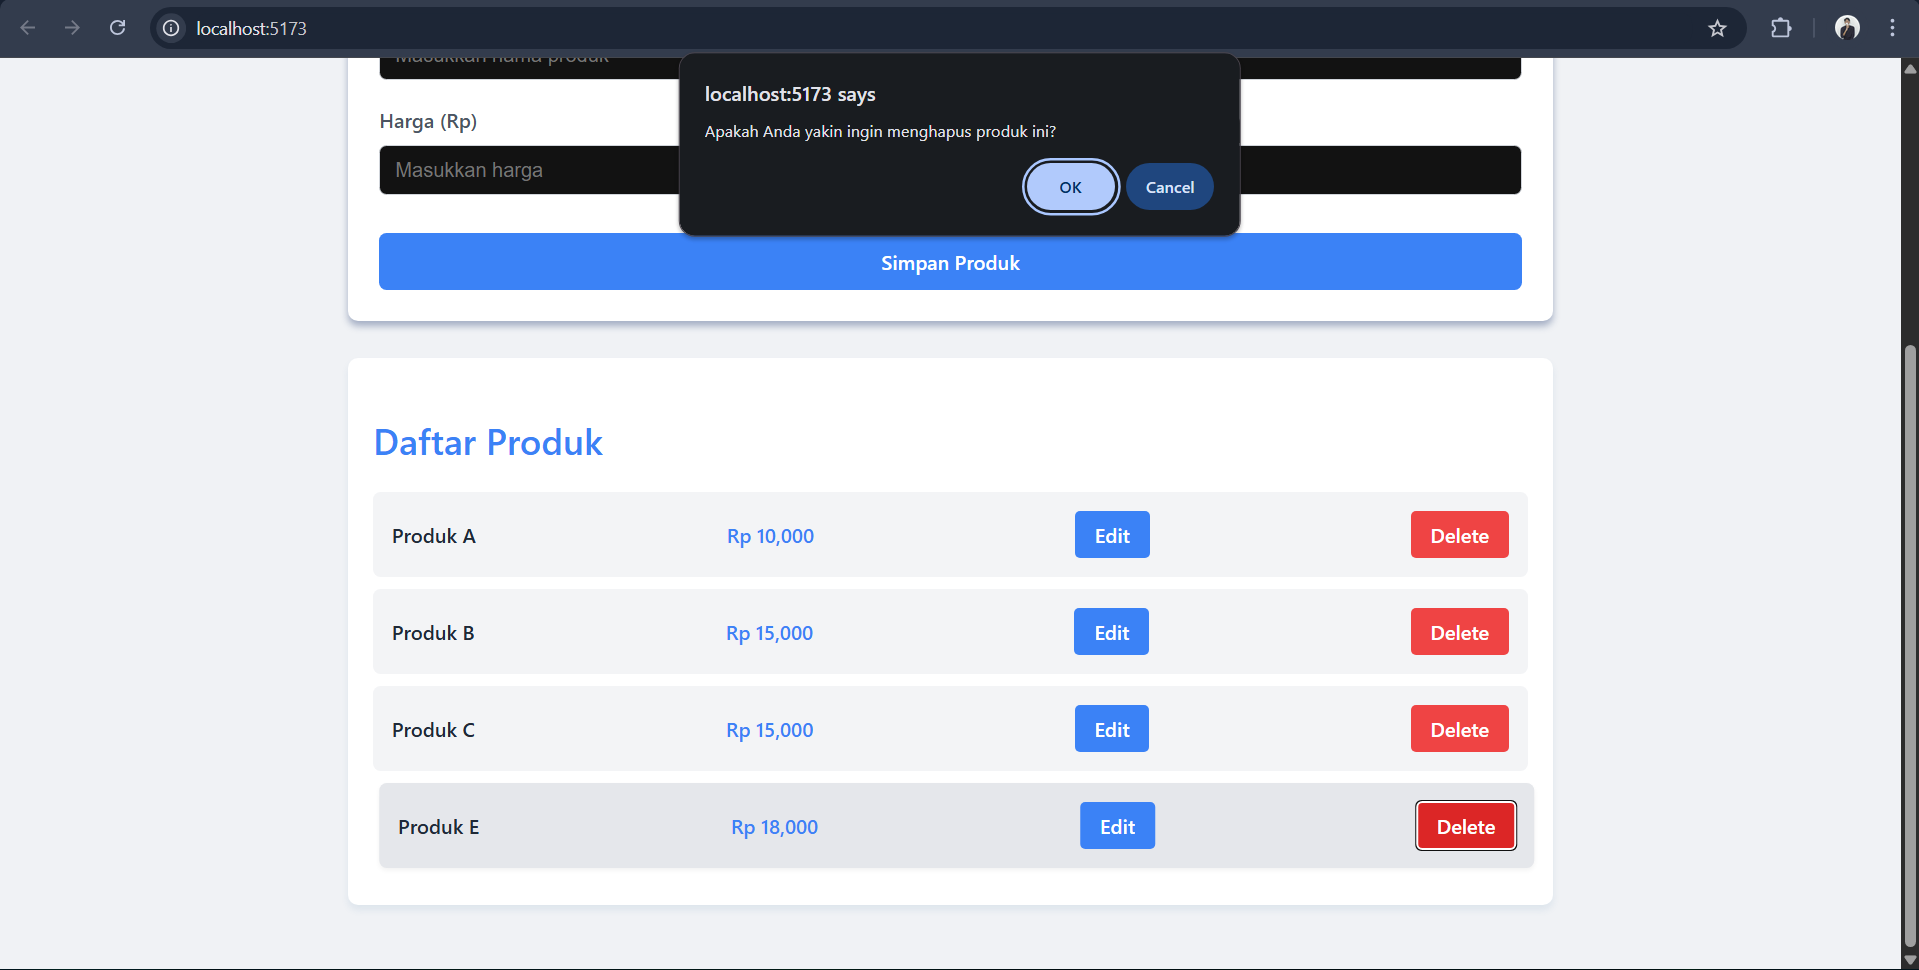 localhost:5173
Masukkan nama produk
localhost:5173 says
Apakah Anda yakin ingin menghapus produk ini?
OK
Cancel
Harga (Rp)
Masukkan harga
Simpan Produk
Daftar Produk
Produk A Rp 10,000 Edit Delete
Produk B Rp 15,000 Edit Delete
Produk C Rp 15,000 Edit Delete
Produk E Rp 18,000 Edit Delete